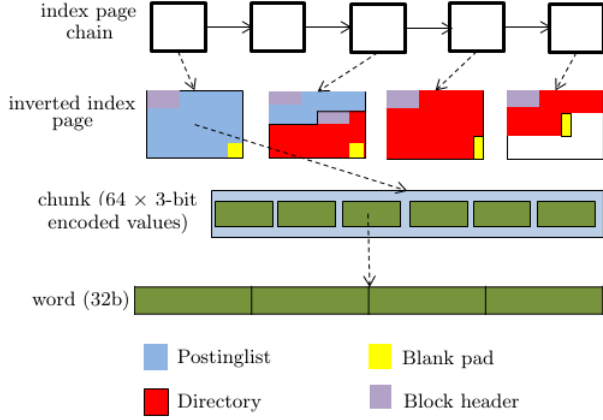 index page
chain
inverted index
page
chunk (64 × 3-bit
encoded values)
word (32b)
Postinglist
Blank pad
Directory
Block header